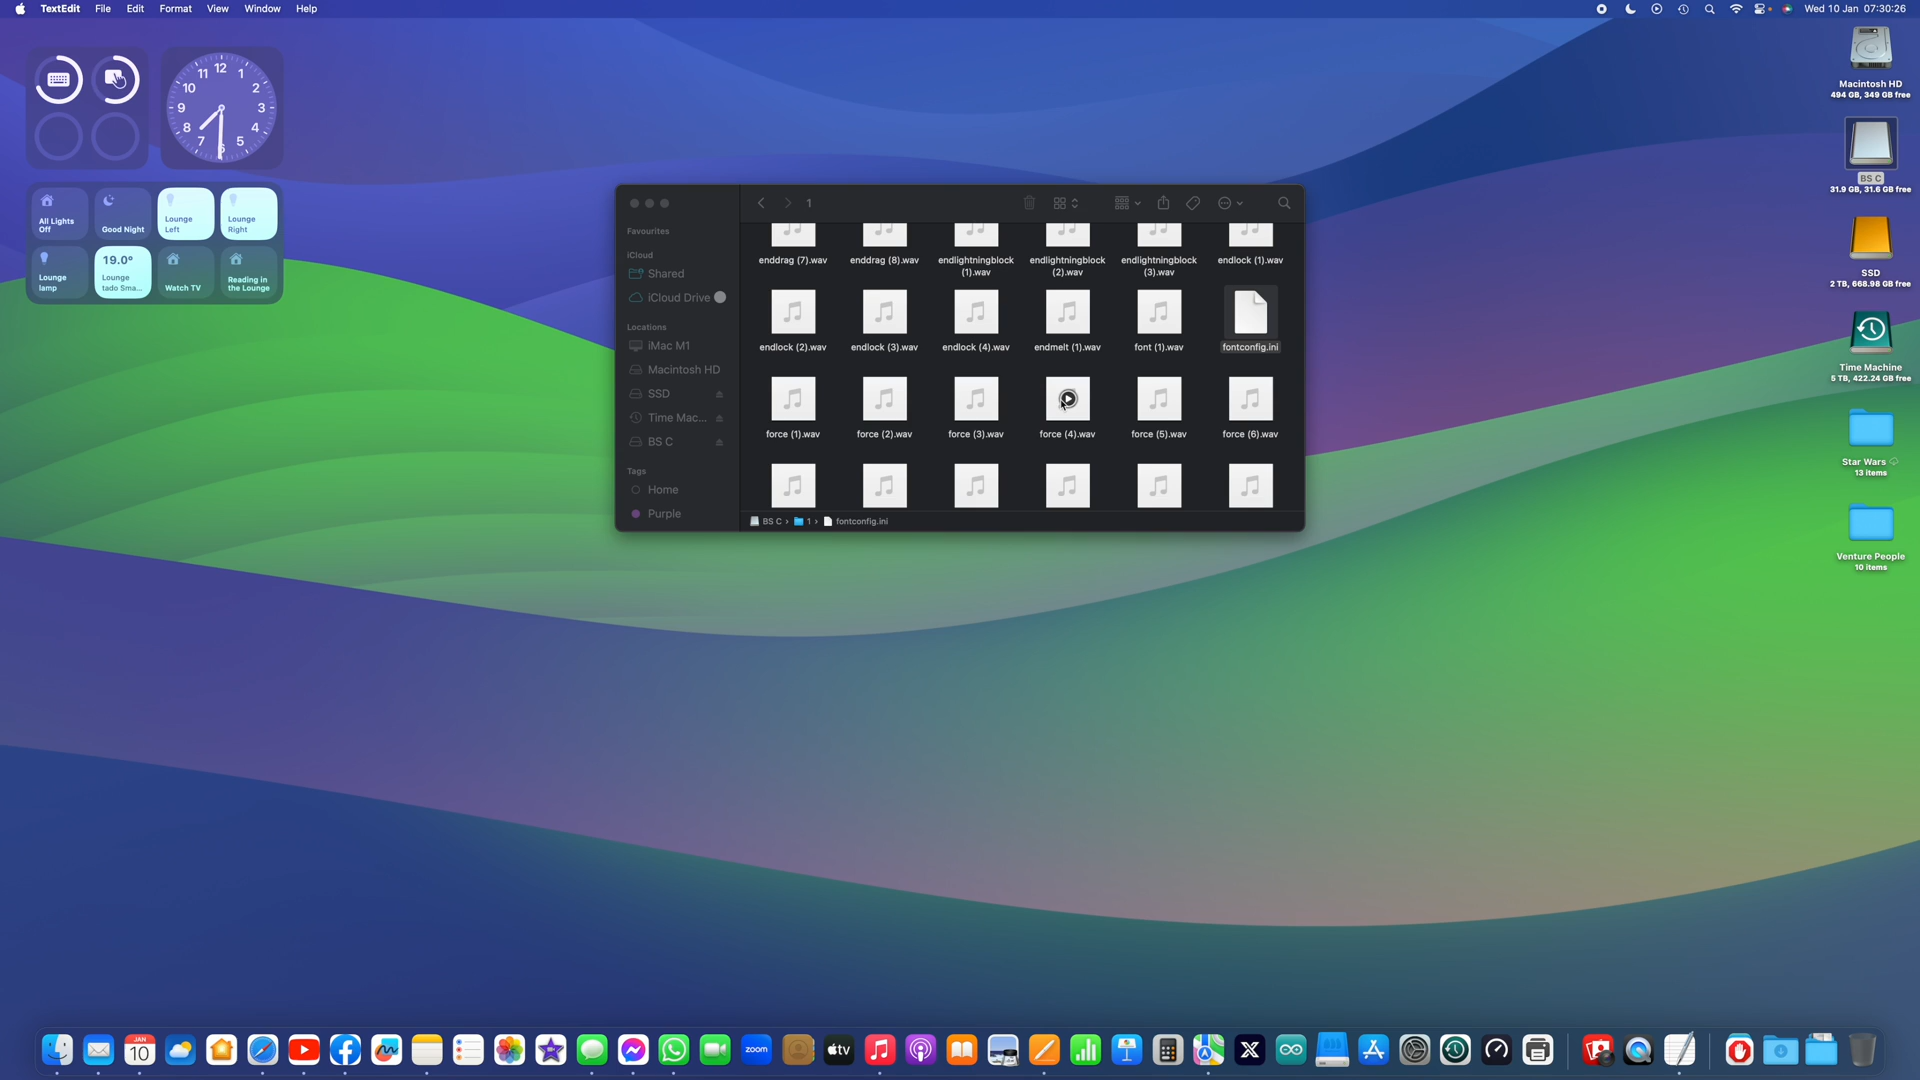 TextEdit File Edit Format View Window Help
Wed 10 Jan 07:30:26
12
11 1
10 2
9 3
8 4
7 5
6
All Lights
Off
Good Night
Lounge
Left
Lounge
Right
Lounge
lamp
19.0°
Lounge
tado Sma...
Watch TV
Reading in
the Lounge
1
Favourites
iCloud
Shared
iCloud Drive
Locations
iMac M1
Macintosh HD
SSD
Time Mac...
BS C
Tags
Home
Purple
enddrag (7).wav
enddrag (8).wav
endlightningblock
(1).wav
endlightningblock
(2).wav
endlightningblock
(3).wav
endlock (1).wav
endlock (2).wav
endlock (3).wav
endlock (4).wav
endmelt (1).wav
font (1).wav
fontconfig.ini
force (1).wav
force (2).wav
force (3).wav
force (4).wav
force (5).wav
force (6).wav
BS C › 1 › fontconfig.ini
Macintosh HD
494 GB, 349 GB free
BS C
31.9 GB, 31.6 GB free
SSD
2 TB, 668.98 GB free
Time Machine
5 TB, 422.24 GB free
Star Wars
13 items
Venture People
10 items
JAN
10
zoom
tv